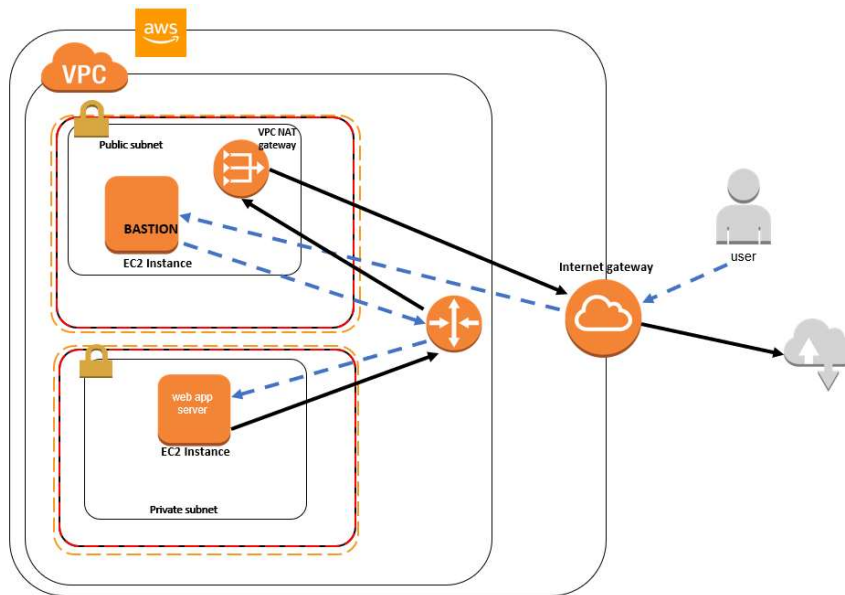 aws
VPC
VPC NAT
gateway
Public subnet
BASTION
EC2 Instance
user
Internet gateway
web app
server
EC2 Instance
Private subnet